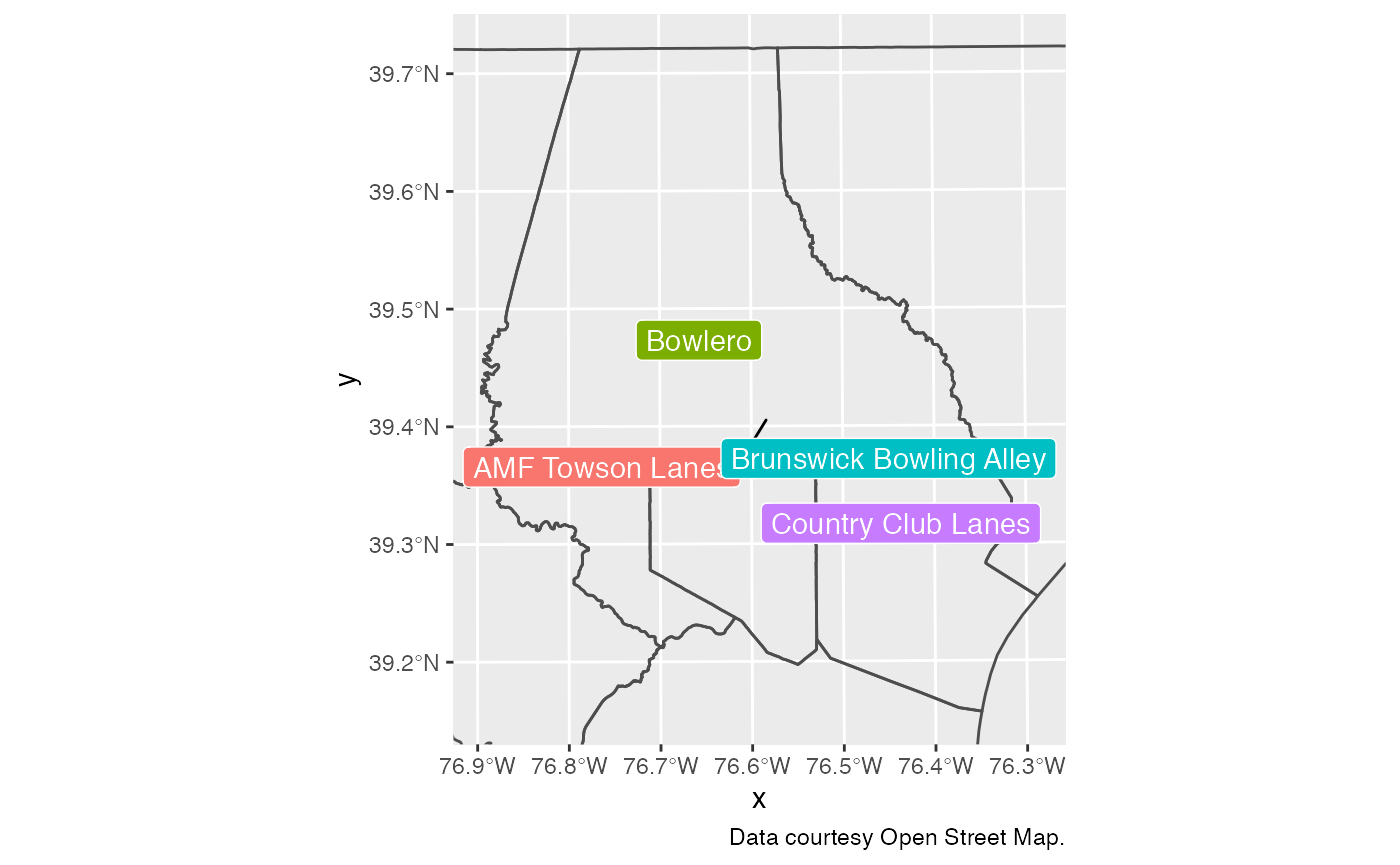 39.7°N
39.6°N
39.5°N
Bowlero
y
39.4°N
AMF Towson Lanes
Brunswick Bowling Alley
Country Club Lanes
39.3°N
39.2°N
76.9°W 76.8°W 76.7°W 76.6°W 76.5°W 76.4°W 76.3°W
x
Data courtesy Open Street Map.